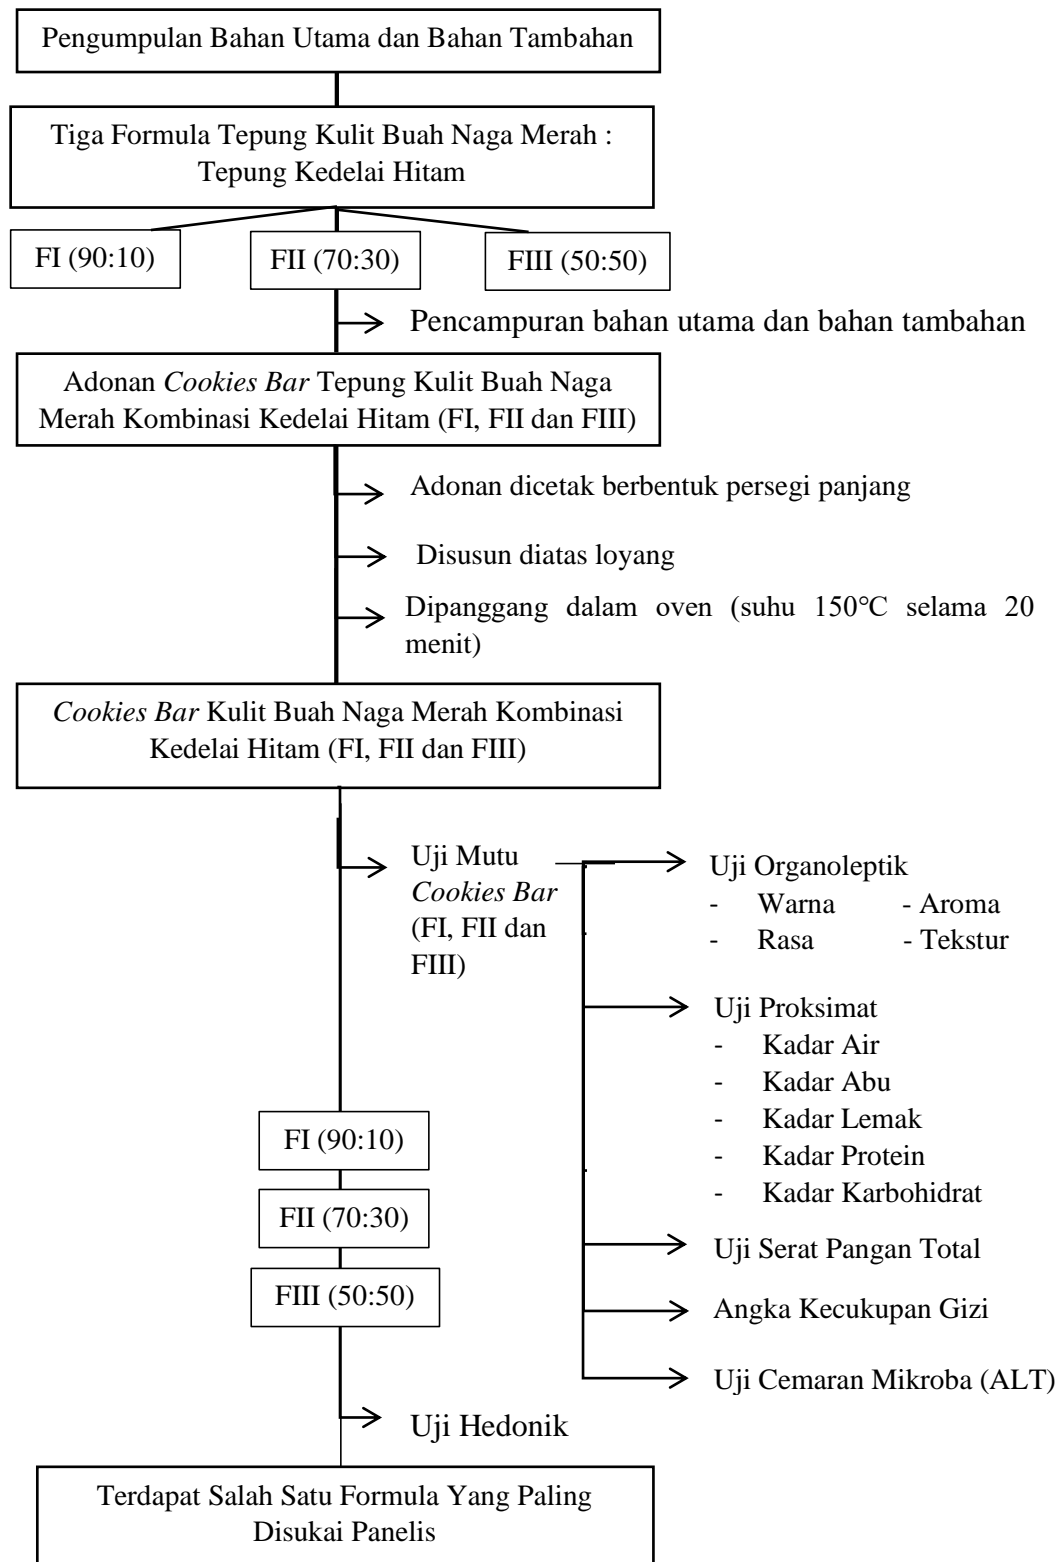 Pengumpulan Bahan Utama dan Bahan Tambahan
Tiga Formula Tepung Kulit Buah Naga Merah :
Tepung Kedelai Hitam
FI (90:10)
FII (70:30)
FIII (50:50)
Pencampuran bahan utama dan bahan tambahan
Adonan Cookies Bar Tepung Kulit Buah Naga
Merah Kombinasi Kedelai Hitam (FI, FII dan FIII)
Adonan dicetak berbentuk persegi panjang
Disusun diatas loyang
Dipanggang dalam oven (suhu 150°C selama 20
menit)
Cookies Bar Kulit Buah Naga Merah Kombinasi
Kedelai Hitam (FI, FII dan FIII)
Uji Mutu
Cookies Bar
(FI, FII dan
FIII)
Uji Organoleptik
- Warna - Aroma
- Rasa - Tekstur
Uji Proksimat
- Kadar Air
- Kadar Abu
- Kadar Lemak
- Kadar Protein
- Kadar Karbohidrat
Uji Serat Pangan Total
Angka Kecukupan Gizi
Uji Cemaran Mikroba (ALT)
FI (90:10)
FII (70:30)
FIII (50:50)
Uji Hedonik
Terdapat Salah Satu Formula Yang Paling
Disukai Panelis